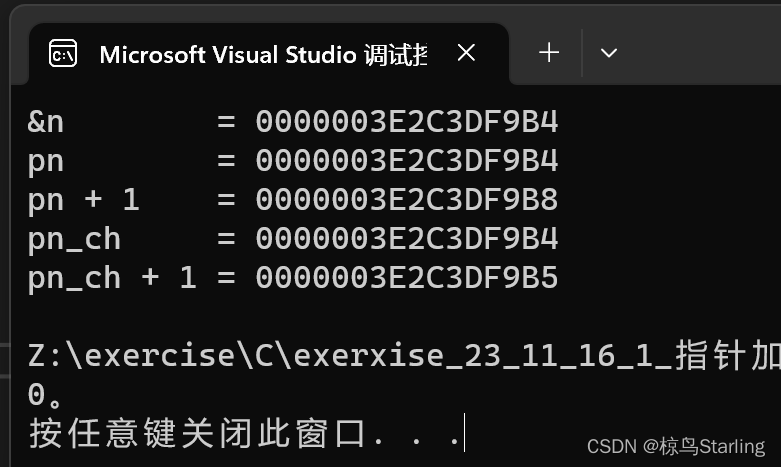 Microsoft Visual Studio 调试控
&n        = 0000003E2C3DF9B4
pn        = 0000003E2C3DF9B4
pn + 1    = 0000003E2C3DF9B8
pn_ch     = 0000003E2C3DF9B4
pn_ch + 1 = 0000003E2C3DF9B5
Z:\exercise\C\exerxise_23_11_16_1_指针加
0。
按任意键关闭此窗口. . .
CSDN @椋鸟Starling